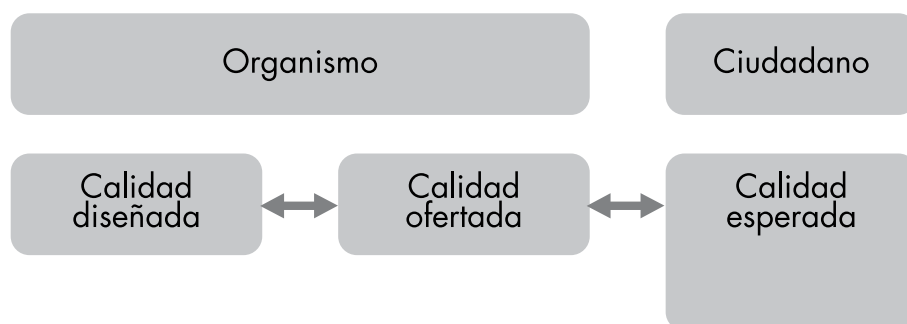 Organismo
Ciudadano
Calidad
diseñada
Calidad
ofertada
Calidad
esperada